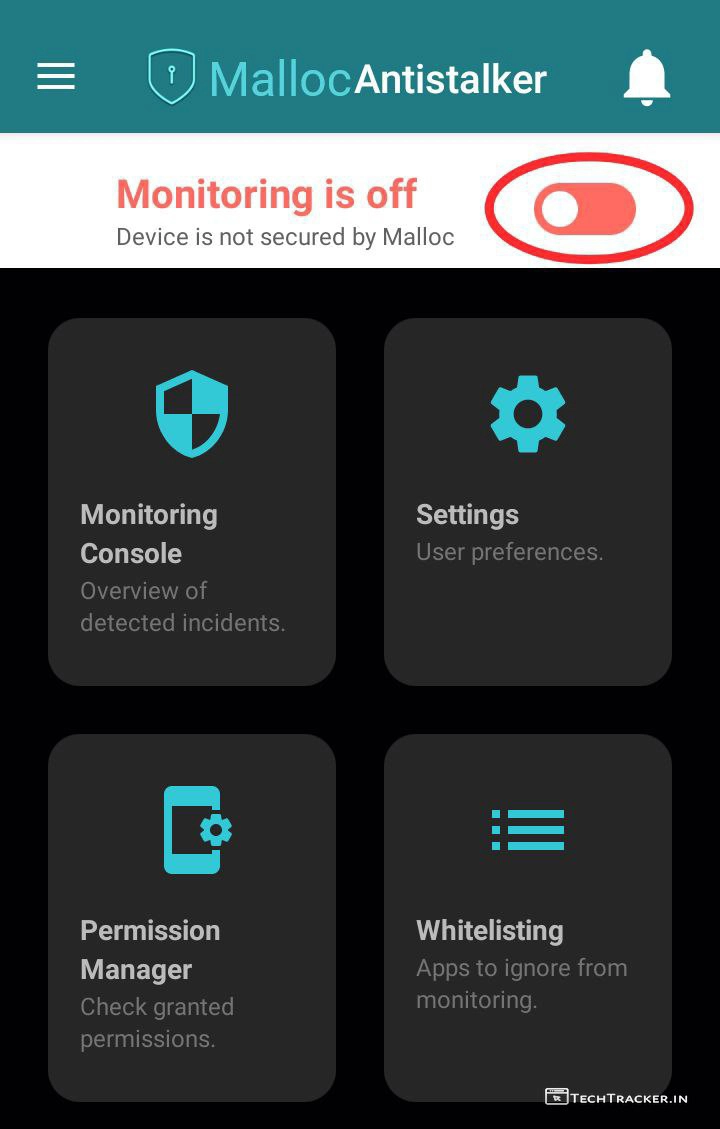 MallocAntistalker
Monitoring is off
Device is not secured by Malloc
Monitoring
Console
Overview of
detected incidents.
Settings
User preferences.
Permission
Manager
Check granted
permissions.
Whitelisting
Apps to ignore from
monitoring.
TECHTRACKER.IN